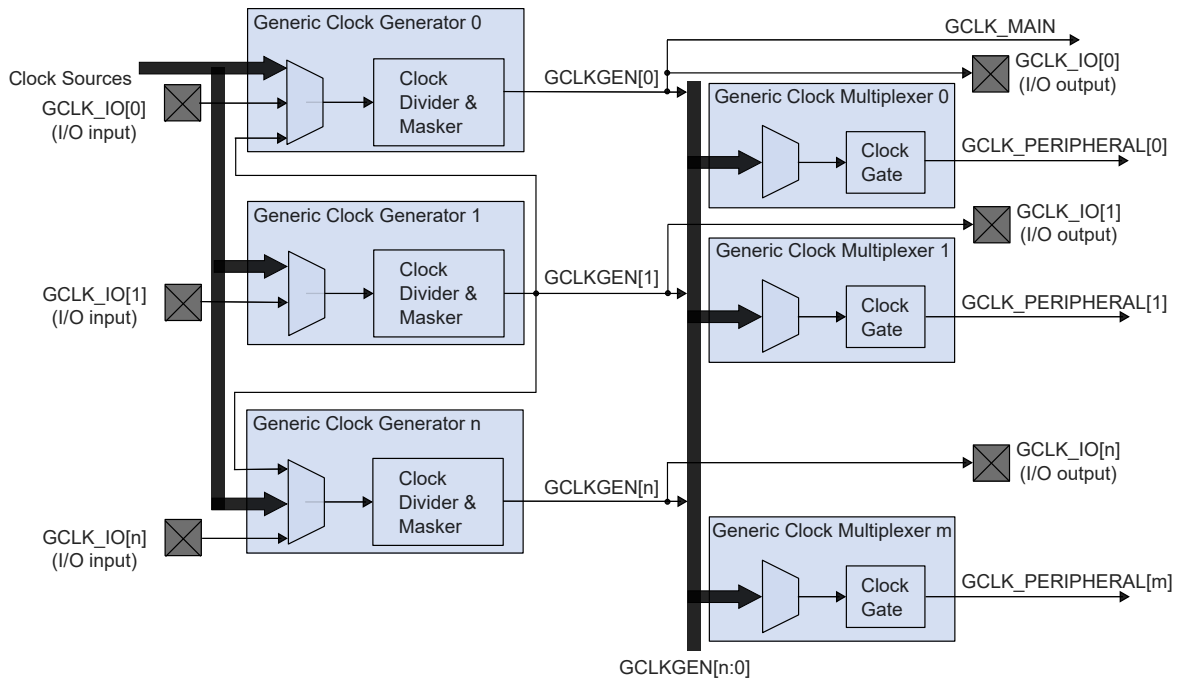 Generic Clock Generator 0
Clock Sources
GCLK_IO[0]
(I/O input)
Clock
Divider &
Masker
GCLKGEN[0]
GCLK_MAIN
GCLK_IO[0]
(I/O output)
Generic Clock Multiplexer 0
Clock
Gate
GCLK_PERIPHERAL[0]
Generic Clock Generator 1
GCLK_IO[1]
(I/O input)
Clock
Divider &
Masker
GCLKGEN[1]
GCLK_IO[1]
(I/O output)
Generic Clock Multiplexer 1
Clock
Gate
GCLK_PERIPHERAL[1]
Generic Clock Generator n
GCLK_IO[n]
(I/O input)
Clock
Divider &
Masker
GCLKGEN[n]
GCLK_IO[n]
(I/O output)
Generic Clock Multiplexer m
Clock
Gate
GCLK_PERIPHERAL[m]
GCLKGEN[n:0]